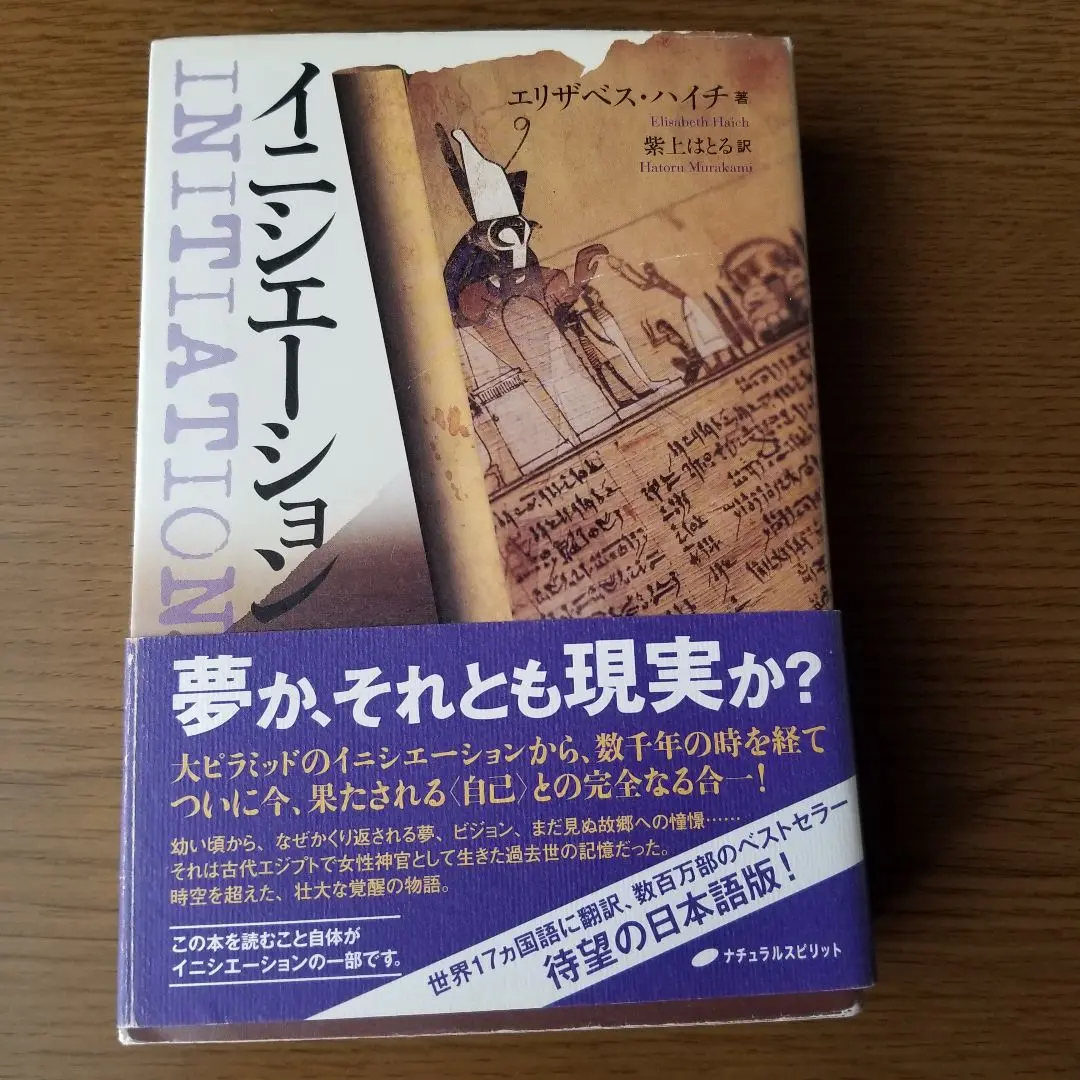 イニシエーション
INITIATION
エリザベス・ハイチ 著
Elisabeth Haich
紫上はとる 訳
Hatoru Murakami
夢か、それとも現実か？
大ピラミッドのイニシエーションから、数千年の時を経て
ついに今、果たされる〈自己〉との完全なる合一！
幼い頃から、なぜかくり返される夢、ビジョン、まだ見ぬ故郷への憧憬……
それは古代エジプトで女性神官として生きた過去世の記憶だった。
時空を超えた、壮大な覚醒の物語。
この本を読むこと自体が
イニシエーションの一部です。
世界17ヵ国語に翻訳、数百万部のベストセラー
待望の日本語版！
ナチュラルスピリット